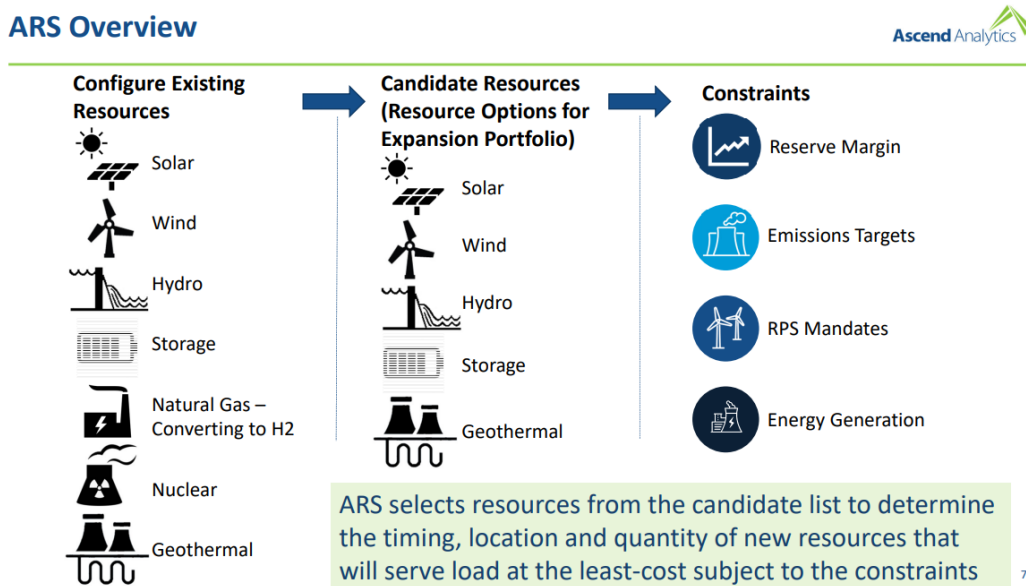 ARS Overview
Ascend Analytics
Configure Existing
Resources
Solar
Wind
Hydro
Storage
Natural Gas –
Converting to H2
Nuclear
Geothermal
Candidate Resources
(Resource Options for
Expansion Portfolio)
Solar
Wind
Hydro
Storage
Geothermal
Constraints
Reserve Margin
Emissions Targets
RPS Mandates
Energy Generation
ARS selects resources from the candidate list to determine
the timing, location and quantity of new resources that
will serve load at the least-cost subject to the constraints
7